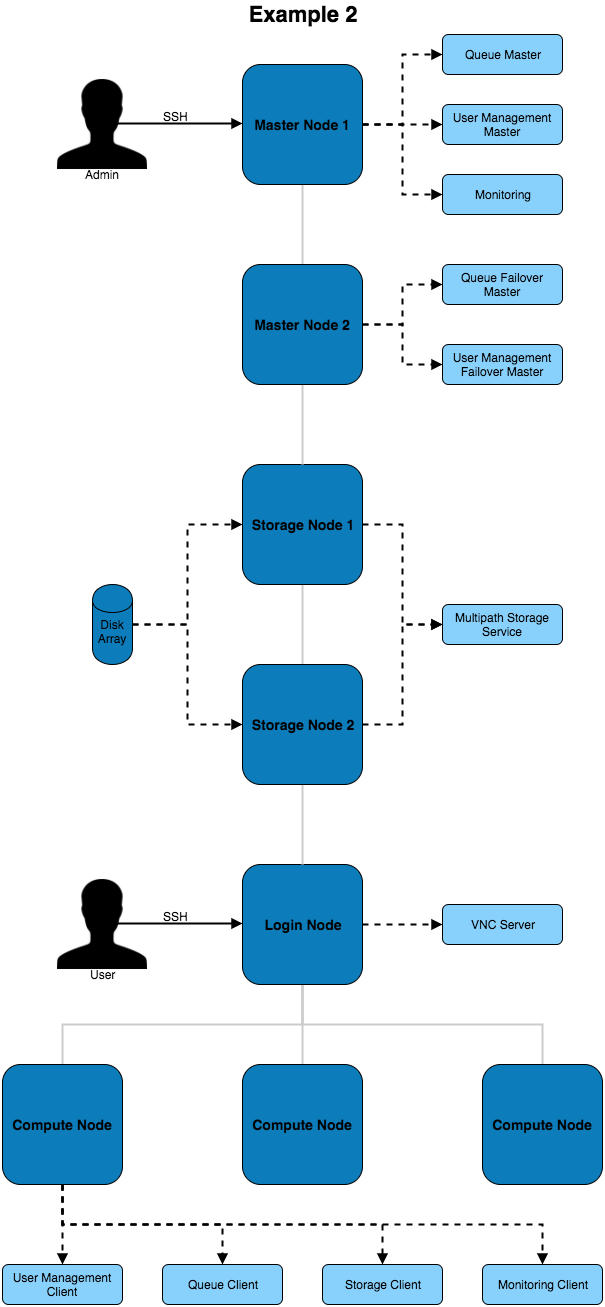 Example 2
Queue Master
SSH
Master Node 1
User Management
Master
Admin
Monitoring
Queue Failover
Master
Master Node 2
User Management
Failover Master
Storage Node 1
Disk
Array
Multipath Storage
Service
Storage Node 2
SSH
Login Node
VNC Server
User
Compute Node
Compute Node
Compute Node
User Management
Client
Queue Client
Storage Client
Monitoring Client